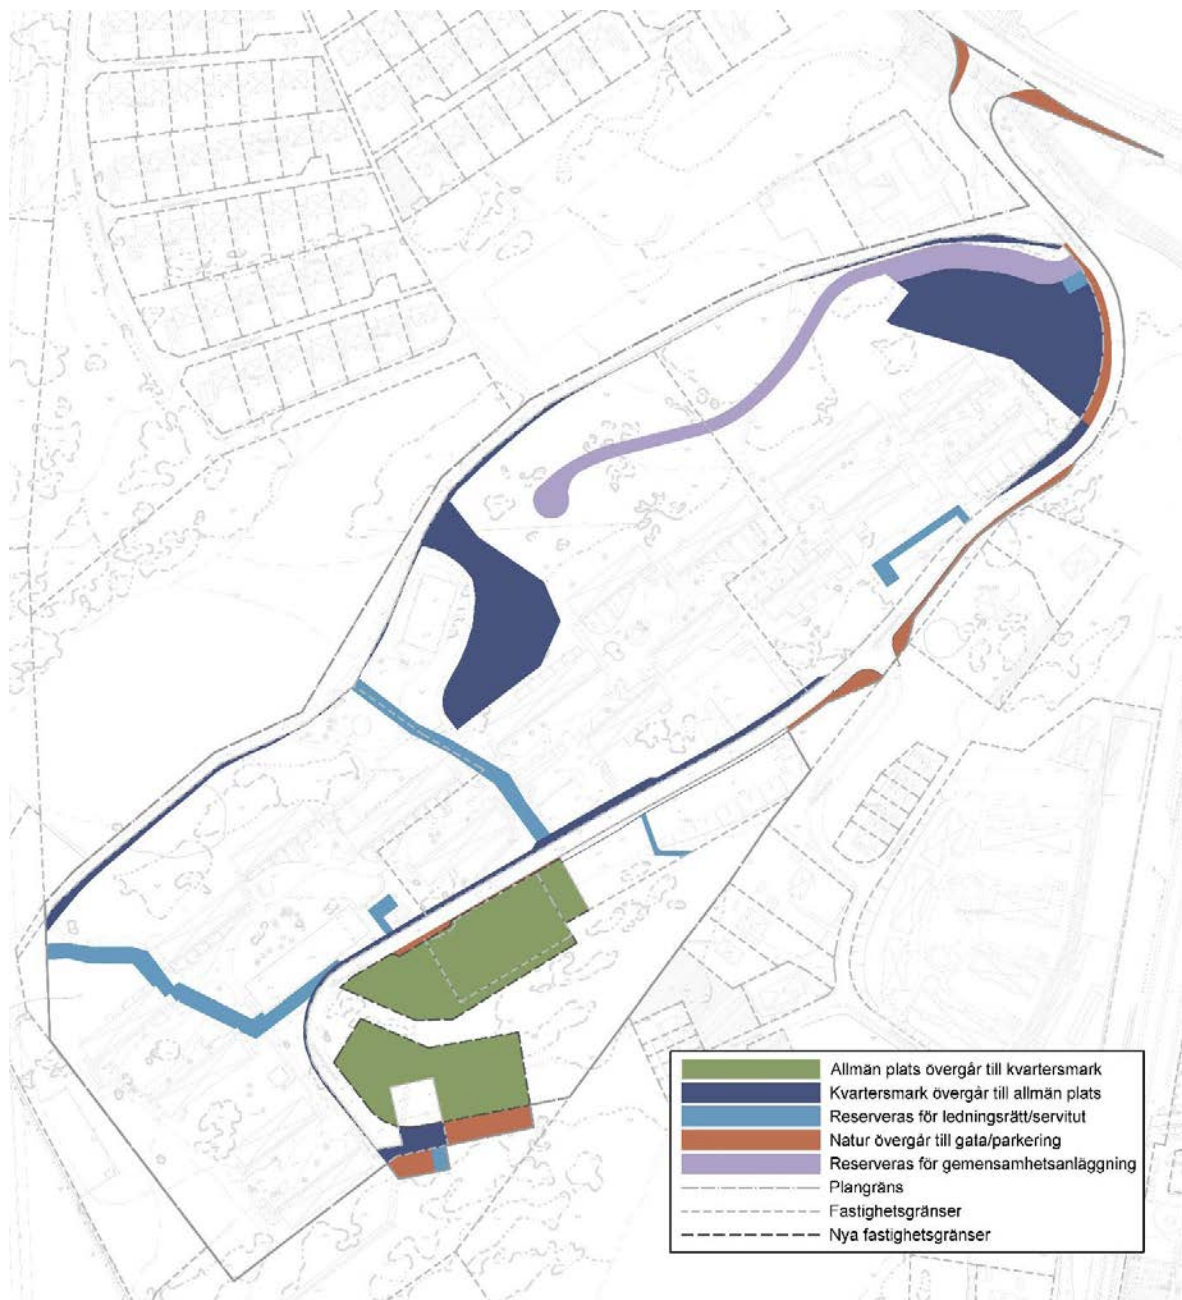 Allmän plats övergår till kvartersmark
Kvartersmark övergår till allmän plats
Reserveras för ledningsrätt/servitut
Natur övergår till gata/parkering
Reserveras för gemensamhetsanläggning
Plangräns
Fastighetsgränser
Nya fastighetsgränser